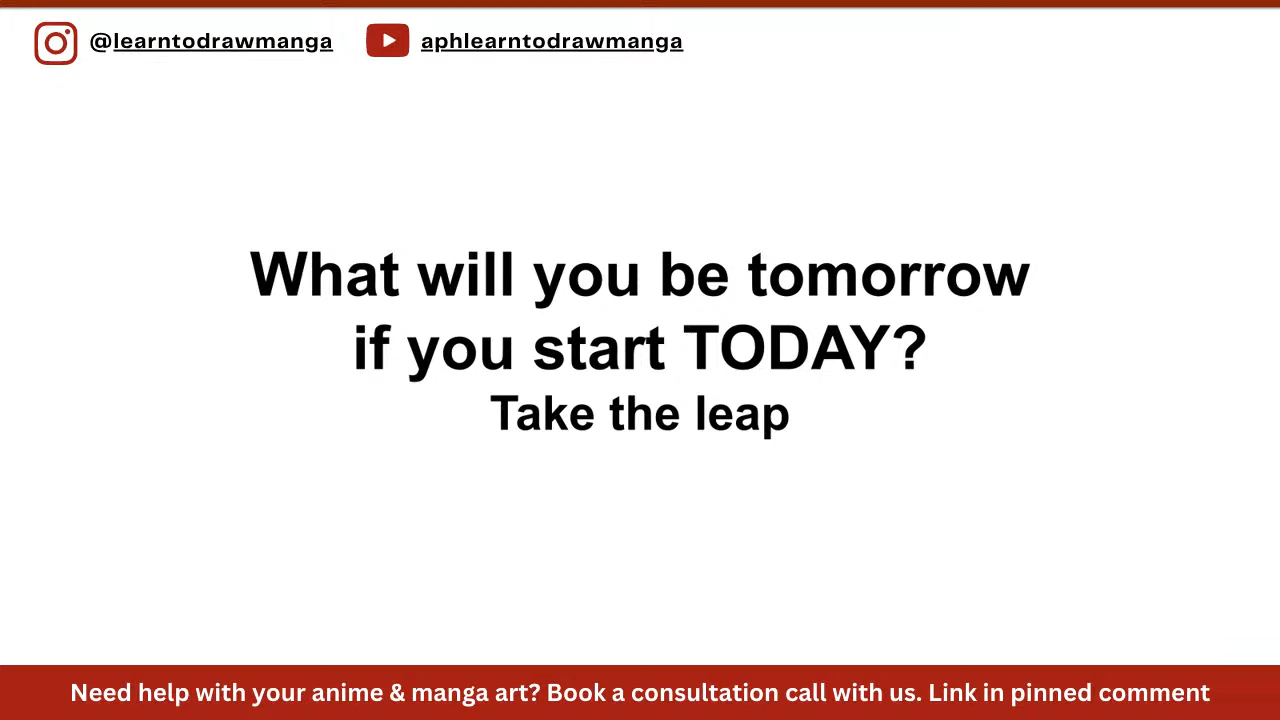 @learntodrawmanga aphlearntodrawmanga
What will you be tomorrow
if you start TODAY?
Take the leap
Need help with your anime & manga art? Book a consultation call with us. Link in pinned comment